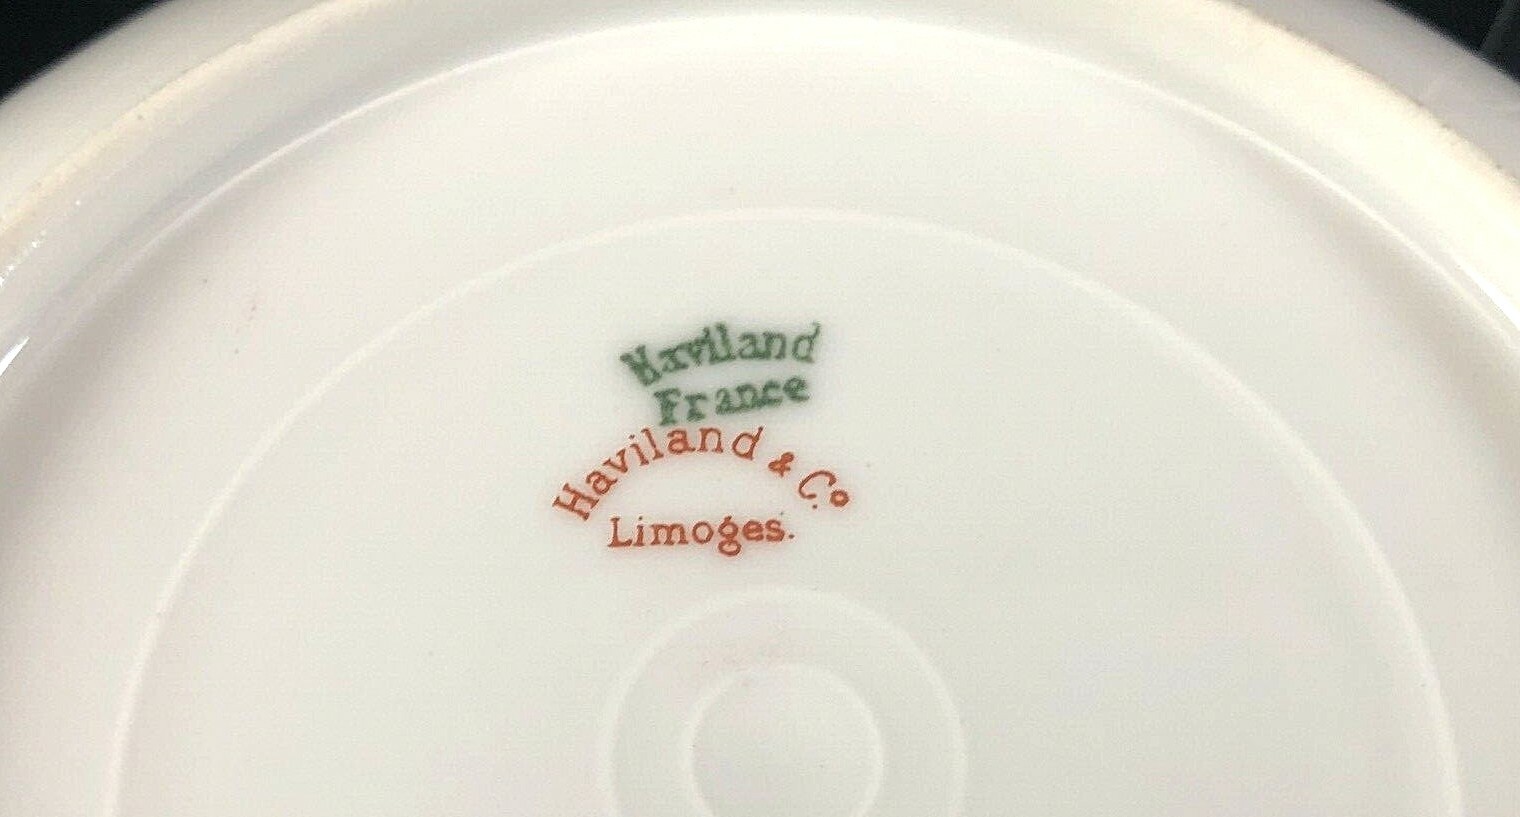 Haviland
France
Haviland & Co
Limoges.